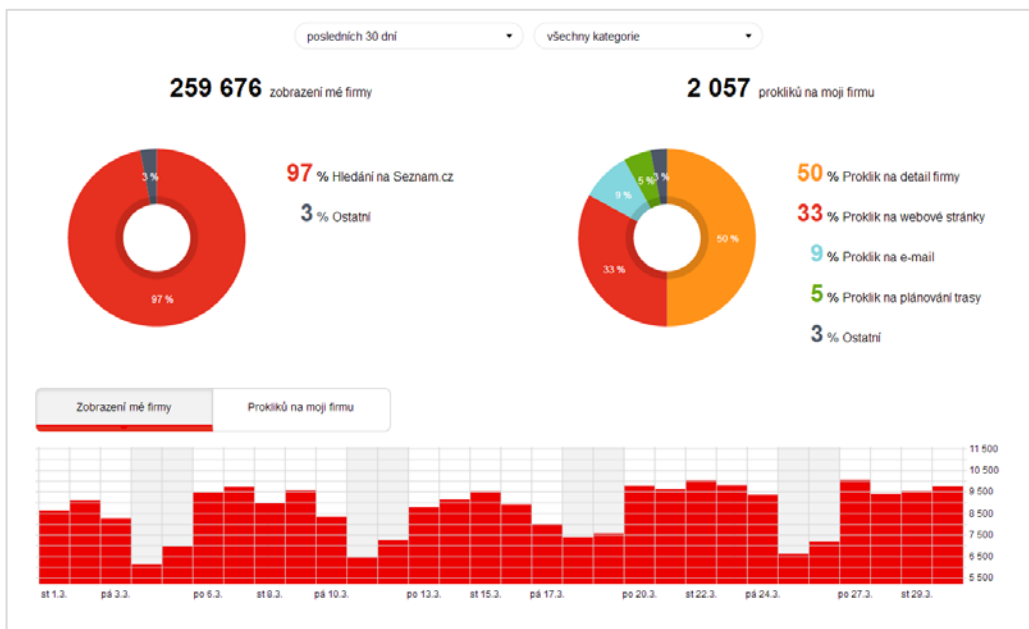 posledních 30 dní
všechny kategorie
259 676 zobrazení mé firmy
2 057 prokliků na moji firmu
3 %
97 %
97 % Hledání na Seznam.cz
3 % Ostatní
3 %
5 %
9 %
50 %
33 %
50 % Proklik na detail firmy
33 % Proklik na webové stránky
9 % Proklik na e-mail
5 % Proklik na plánování trasy
3 % Ostatní
Zobrazení mé firmy
Prokliků na moji firmu
11 500
10 500
9 500
8 500
7 500
6 500
5 500
st 1.3. pá 3.3. po 6.3. st 8.3. pá 10.3. po 13.3. st 15.3. pá 17.3. po 20.3. st 22.3. pá 24.3. po 27.3. st 29.3.